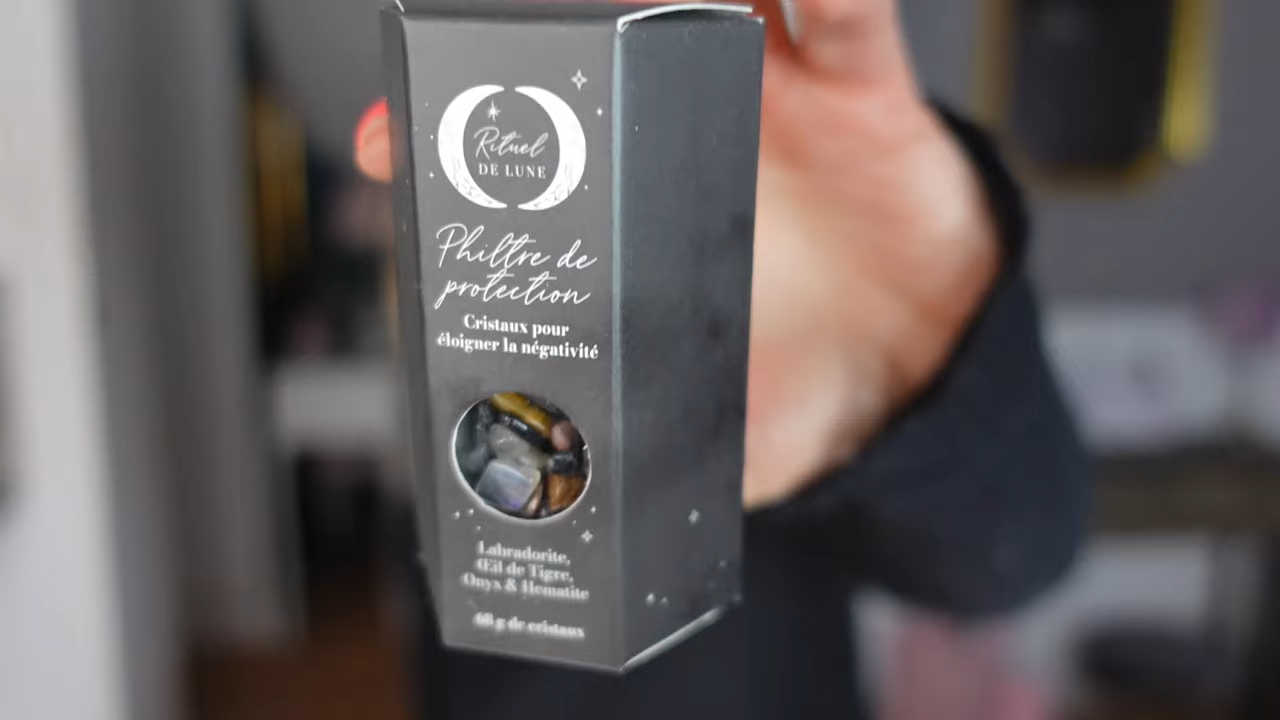 Rituel
DE LUNE
Philtre de
protection
Cristaux pour
éloigner la négativité
Labradorite,
Œil de Tigre,
Onyx & Hematite
68 g de cristaux